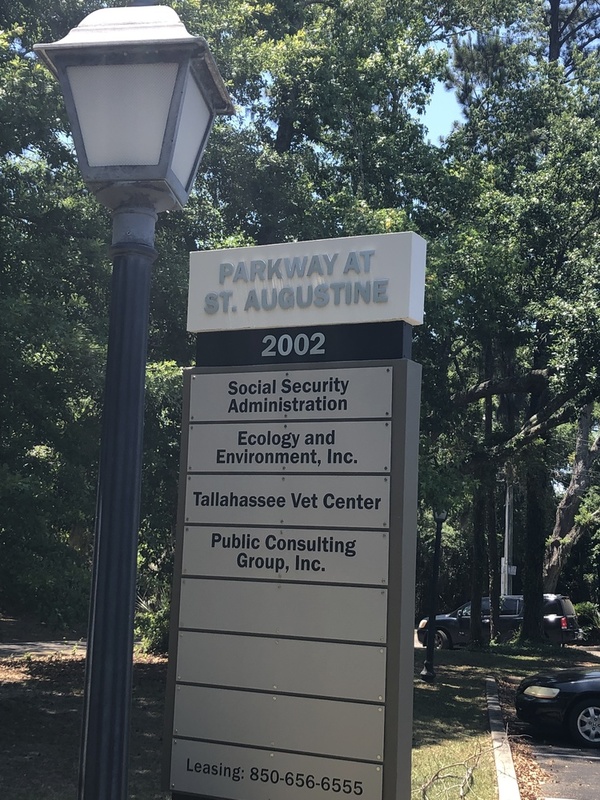 PARKWAY AT
ST. AUGUSTINE
2002
Social Security
Administration
Ecology and
Environment, Inc.
Tallahassee Vet Center
Public Consulting
Group, Inc.
Leasing: 850-656-6555